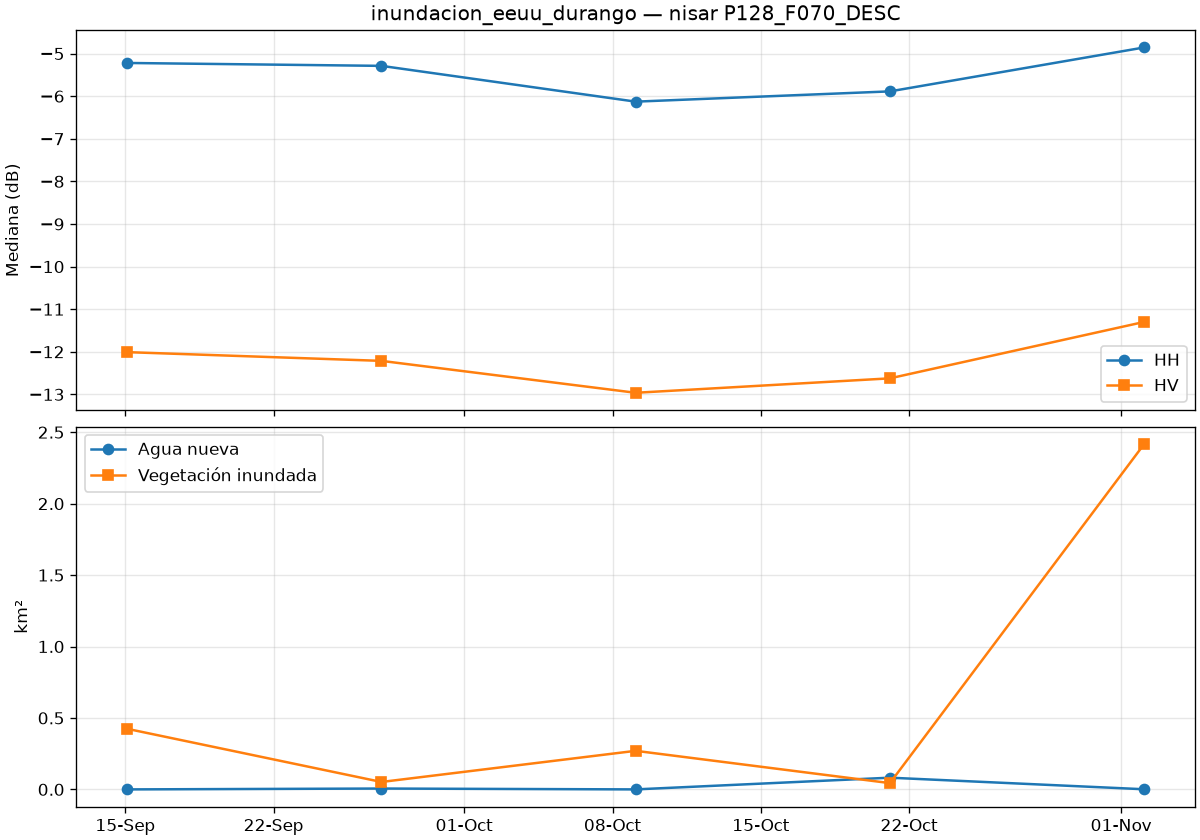 inundacion_eeuu_durango — nisar P128_F070_DESC
−5
−6
−7
−8
−9
−10
−11
−12
−13
Mediana (dB)
HH
HV
2.5
2.0
1.5
1.0
0.5
0.0
km²
Agua nueva
Vegetación inundada
15-Sep
22-Sep
01-Oct
08-Oct
15-Oct
22-Oct
01-Nov